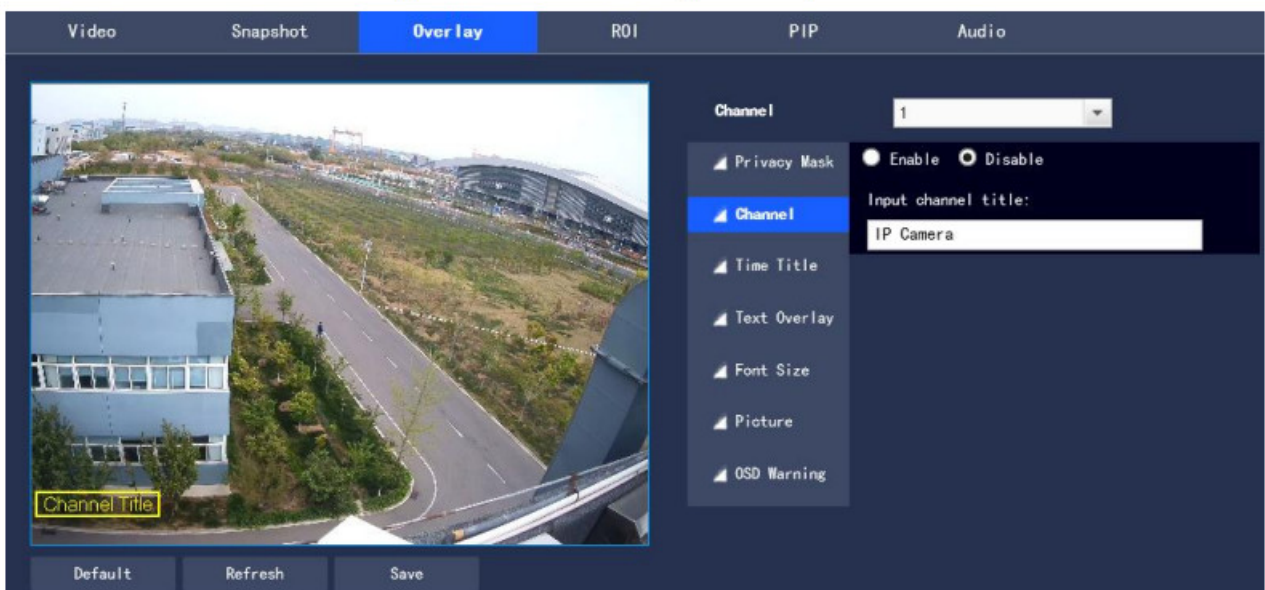 Video Snapshot Overlay ROI PIP Audio
Channel 1
Privacy Mask
Enable Disable
Channel
Input channel title:
IP Camera
Time Title
Text Overlay
Font Size
Picture
OSD Warning
Channel Title
Default Refresh Save